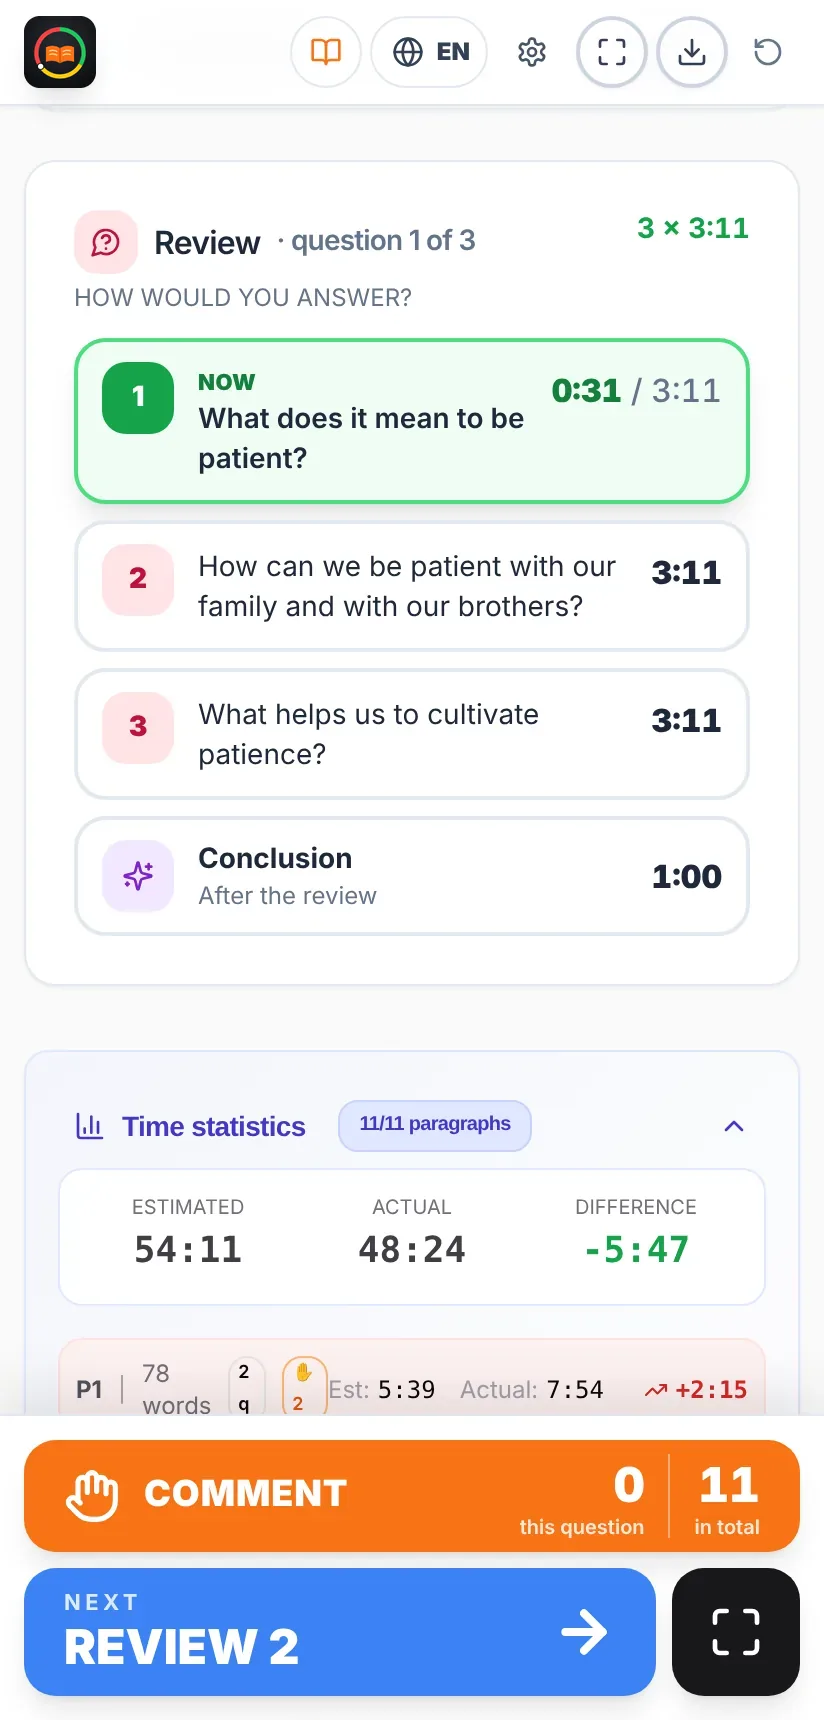 EN
Review · question 1 of 3
3 × 3:11
HOW WOULD YOU ANSWER?
1
NOW
What does it mean to be
patient?
0:31 / 3:11
2
How can we be patient with our
family and with our brothers?
3:11
3
What helps us to cultivate
patience?
3:11
Conclusion
After the review
1:00
Time statistics
11/11 paragraphs
ESTIMATED
ACTUAL
DIFFERENCE
54:11
48:24
-5:47
P1
78
words
2
q
2
Est: 5:39
Actual: 7:54
+2:15
COMMENT
0
this question
11
in total
NEXT
REVIEW 2